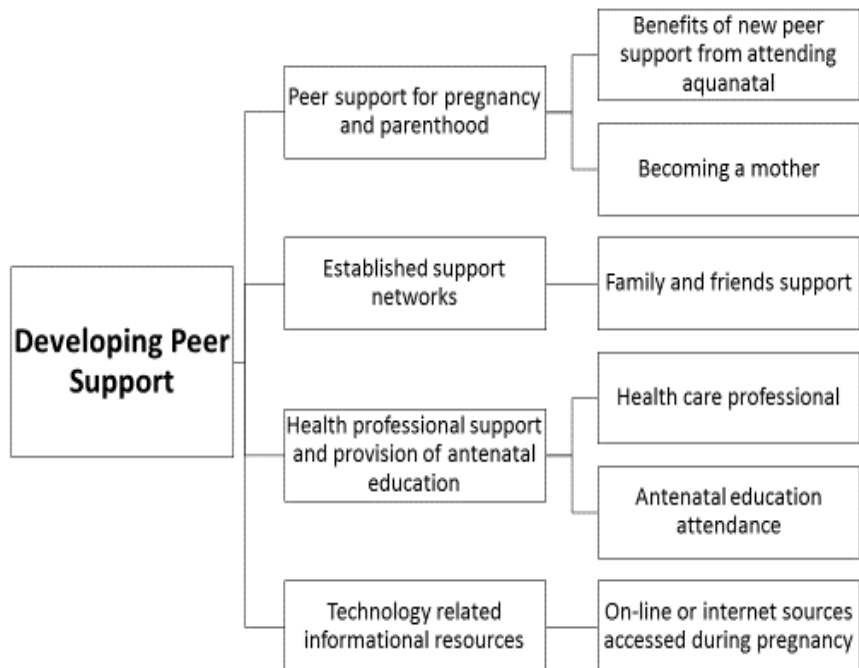 Developing Peer
Support
Peer support for pregnancy
and parenthood
Benefits of new peer
support from attending
aquanatal
Becoming a mother
Established support
networks
Family and friends support
Health professional support
and provision of antenatal
education
Health care professional
Antenatal education
attendance
Technology related
informational resources
On-line or internet sources
accessed during pregnancy